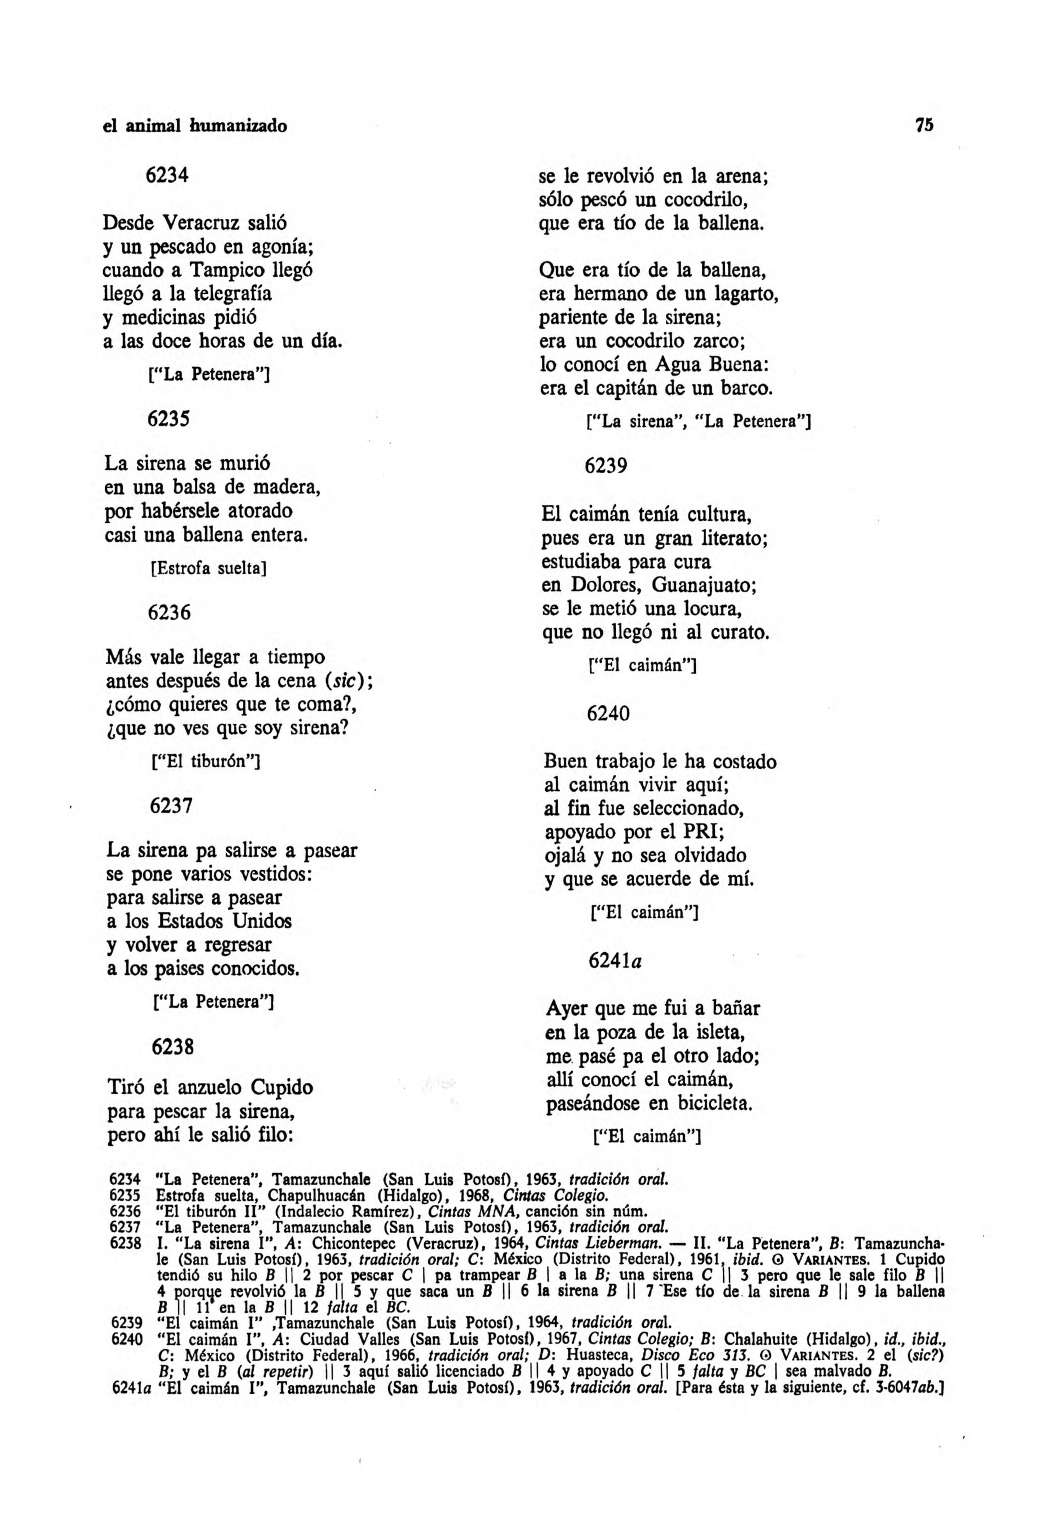 el animal humanizado 75
6234
Desde Veracruz salió
y un pescado en agonía;
cuando a Tampico llegó
llegó a la telegrafía
y medicinas pidió
a las doce horas de un día.
["La Petenera"]
6235
La sirena se murió
en una balsa de madera,
por habérsele atorado
casi una ballena entera.
[Estrofa suelta]
6236
Más vale llegar a tiempo
antes después de la cena (sic);
¿cómo quieres que te coma?,
¿que no ves que soy sirena?
["El tiburón"]
6237
La sirena pa salirse a pasear
se pone varios vestidos:
para salirse a pasear
a los Estados Unidos
y volver a regresar
a los paises conocidos.
["La Petenera"]
6238
Tiró el anzuelo Cupido
para pescar la sirena,
pero ahí le salió filo:
se le revolvió en la arena;
sólo pescó un cocodrilo,
que era tío de la ballena.
Que era tío de la ballena,
era hermano de un lagarto,
pariente de la sirena;
era un cocodrilo zarco;
lo conocí en Agua Buena:
era el capitán de un barco.
["La sirena", "La Petenera"]
6239
El caimán tenía cultura,
pues era un gran literato;
estudiaba para cura
en Dolores, Guanajuato;
se le metió una locura,
que no llegó ni al curato.
["El caimán"]
6240
Buen trabajo le ha costado
al caimán vivir aquí;
al fin fue seleccionado,
apoyado por el PRI;
ojalá y no sea olvidado
y que se acuerde de mí.
["El caimán"]
6241a
Ayer que me fui a bañar
en la poza de la isleta,
me pasé pa el otro lado;
allí conocí el caimán,
paseándose en bicicleta.
["El caimán"]
6234 "La Petenera", Tamazunchale (San Luis Potosí), 1963, tradición oral.
6235 Estrofa suelta, Chapulhuacán (Hidalgo), 1968, Cintas Colegio.
6236 "El tiburón II" (Indalecio Ramírez), Cintas MNA, canción sin núm.
6237 "La Petenera", Tamazunchale (San Luis Potosí), 1963, tradición oral.
6238 I. "La sirena I", A: Chicontepec (Veracruz), 1964, Cintas Lieberman. — II. "La Petenera", B: Tamazuncha-
le (San Luis Potosí), 1963, tradición oral; C: México (Distrito Federal), 1961, ibid. ⊙ VARIANTES. 1 Cupido
tendió su hilo B || 2 por pescar C | pa trampear B | a la B; una sirena C || 3 pero que le sale filo B ||
4 porque revolvió la B || 5 y que saca un B || 6 la sirena B || 7 Ese tío de la sirena B || 9 la ballena
B || 11 en la B || 12 falta el BC.
6239 "El caimán I" ,Tamazunchale (San Luis Potosí), 1964, tradición oral.
6240 "El caimán I", A: Ciudad Valles (San Luis Potosí), 1967, Cintas Colegio; B: Chalahuite (Hidalgo), id., ibid.,
C: México (Distrito Federal), 1966, tradición oral; D: Huasteca, Disco Eco 313. ⊙ VARIANTES. 2 el (sic?)
B; y el B (al repetir) || 3 aquí salió licenciado B || 4 y apoyado C || 5 falta y BC | sea malvado B.
6241a "El caimán I", Tamazunchale (San Luis Potosí), 1963, tradición oral. [Para ésta y la siguiente, cf. 3-6047ab.]